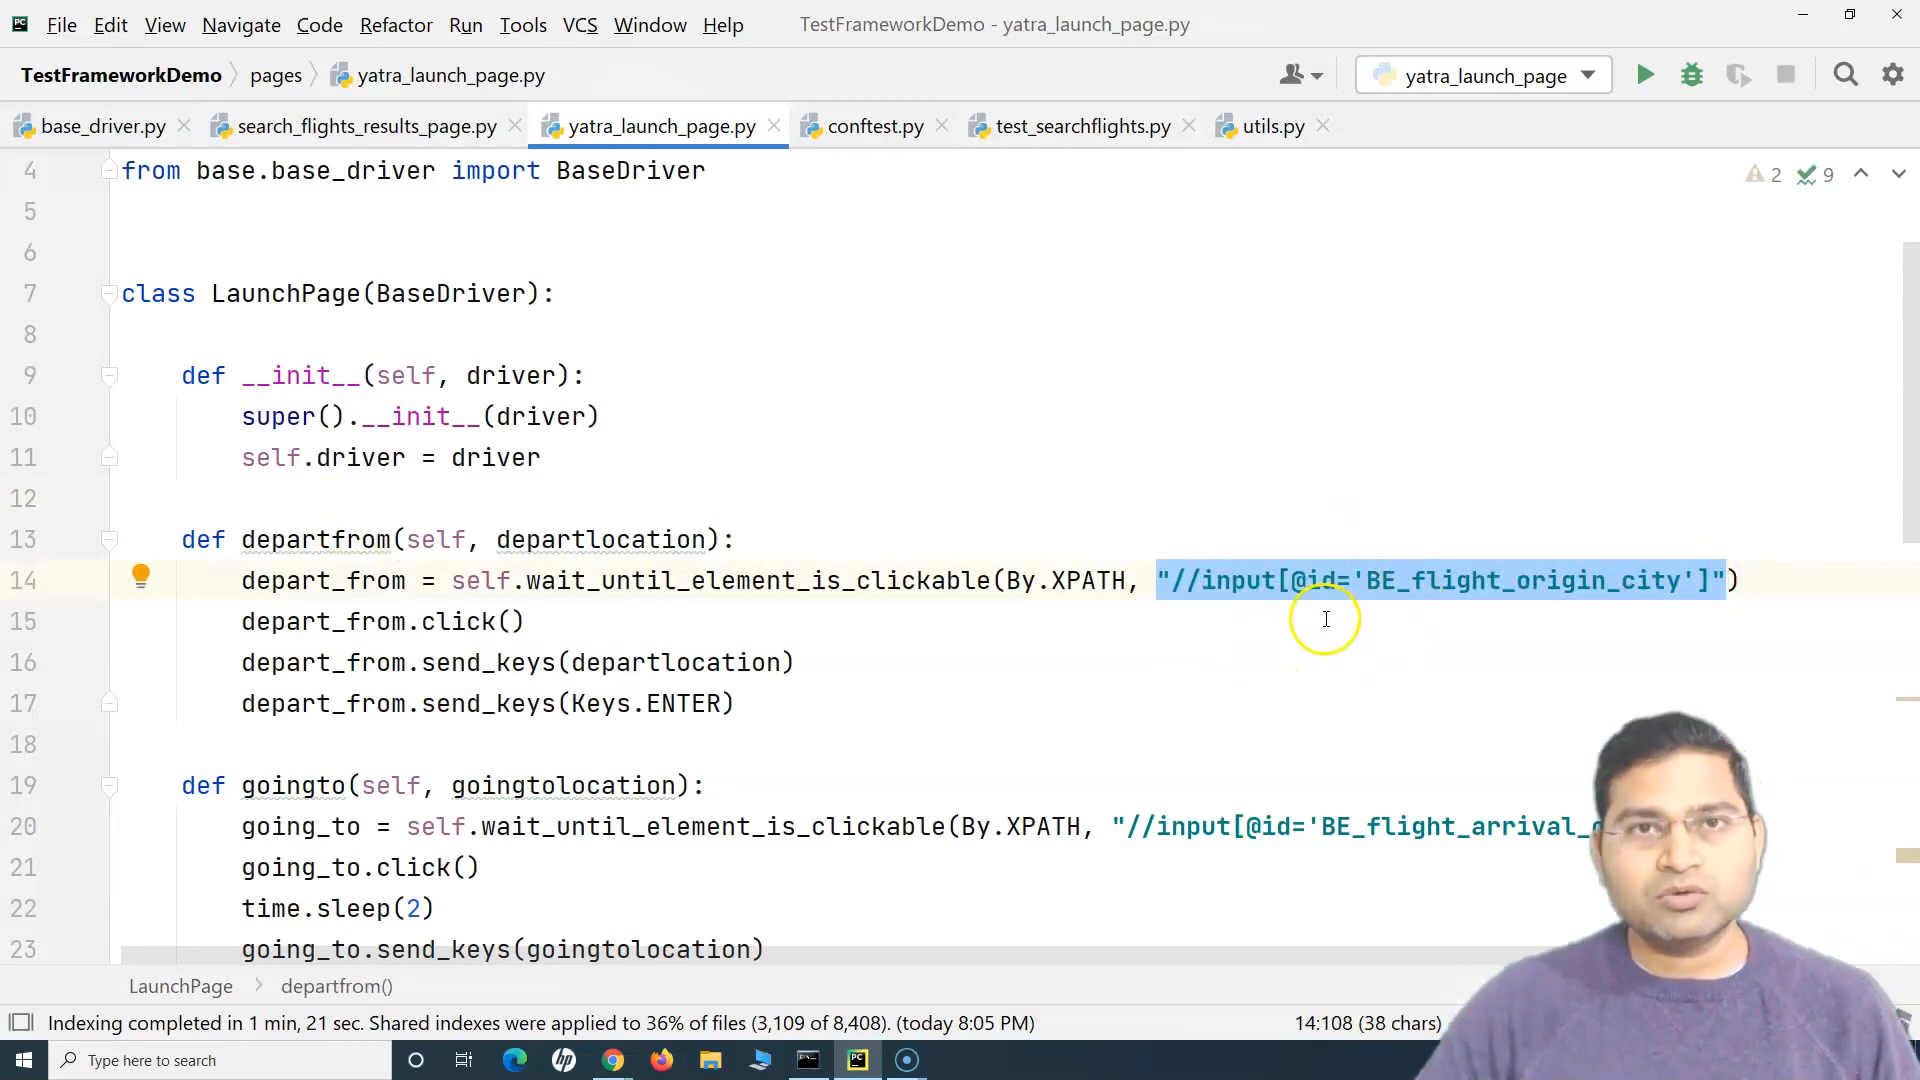 File Edit View Navigate Code Refactor Run Tools VCS Window Help TestFrameworkDemo - yatra_launch_page.py
TestFrameworkDemo pages yatra_launch_page.py yatra_launch_page
base_driver.py search_flights_results_page.py yatra_launch_page.py conftest.py test_searchflights.py utils.py
4 from base.base_driver import BaseDriver 2 9
5
6
7 class LaunchPage(BaseDriver):
8
9 def __init__(self, driver):
10 super().__init__(driver)
11 self.driver = driver
12
13 def departfrom(self, departlocation):
14 depart_from = self.wait_until_element_is_clickable(By.XPATH, "//input[@id='BE_flight_origin_city']")
15 depart_from.click()
16 depart_from.send_keys(departlocation)
17 depart_from.send_keys(Keys.ENTER)
18
19 def goingto(self, goingtolocation):
20 going_to = self.wait_until_element_is_clickable(By.XPATH, "//input[@id='BE_flight_arrival_
21 going_to.click()
22 time.sleep(2)
23 going_to.send_keys(goingtolocation)
LaunchPage departfrom()
Indexing completed in 1 min, 21 sec. Shared indexes were applied to 36% of files (3,109 of 8,408). (today 8:05 PM) 14:108 (38 chars)
Type here to search